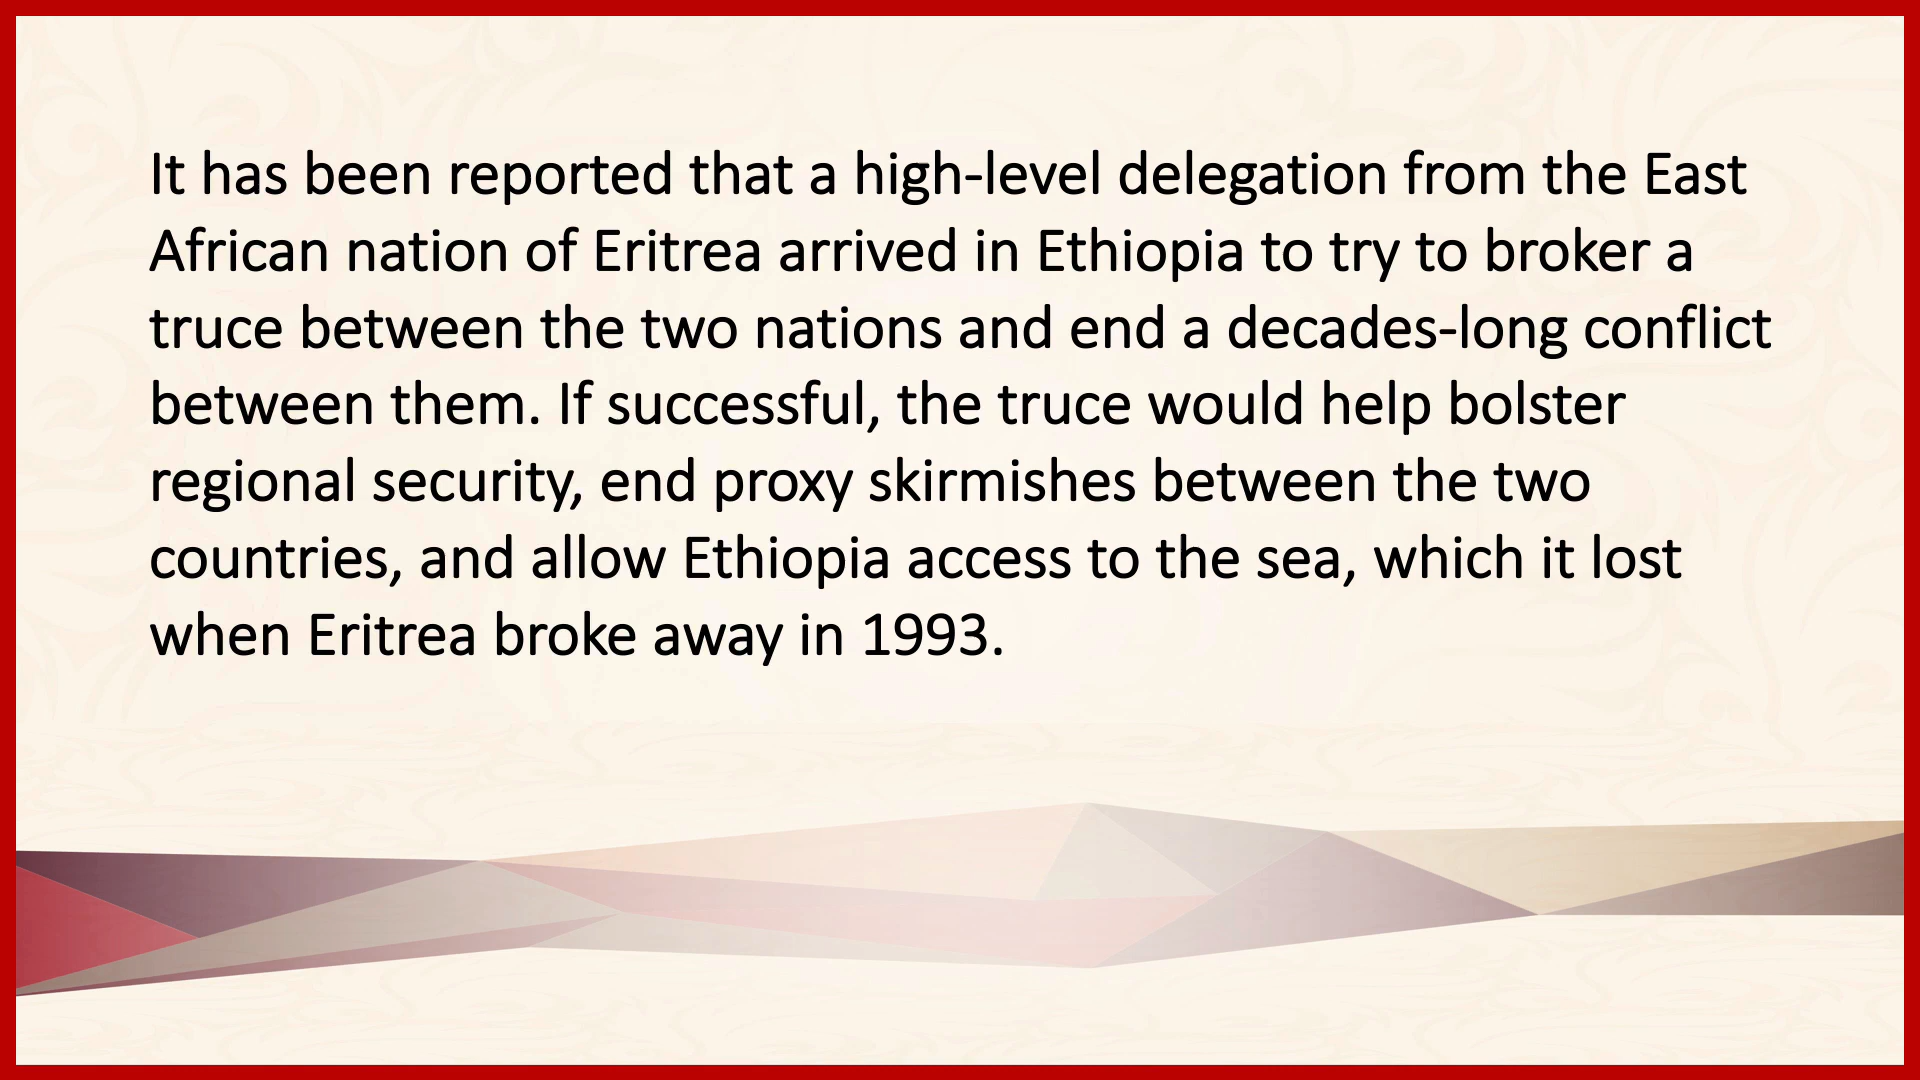 It has been reported that a high-level delegation from the East
African nation of Eritrea arrived in Ethiopia to try to broker a
truce between the two nations and end a decades-long conflict
between them. If successful, the truce would help bolster
regional security, end proxy skirmishes between the two
countries, and allow Ethiopia access to the sea, which it lost
when Eritrea broke away in 1993.